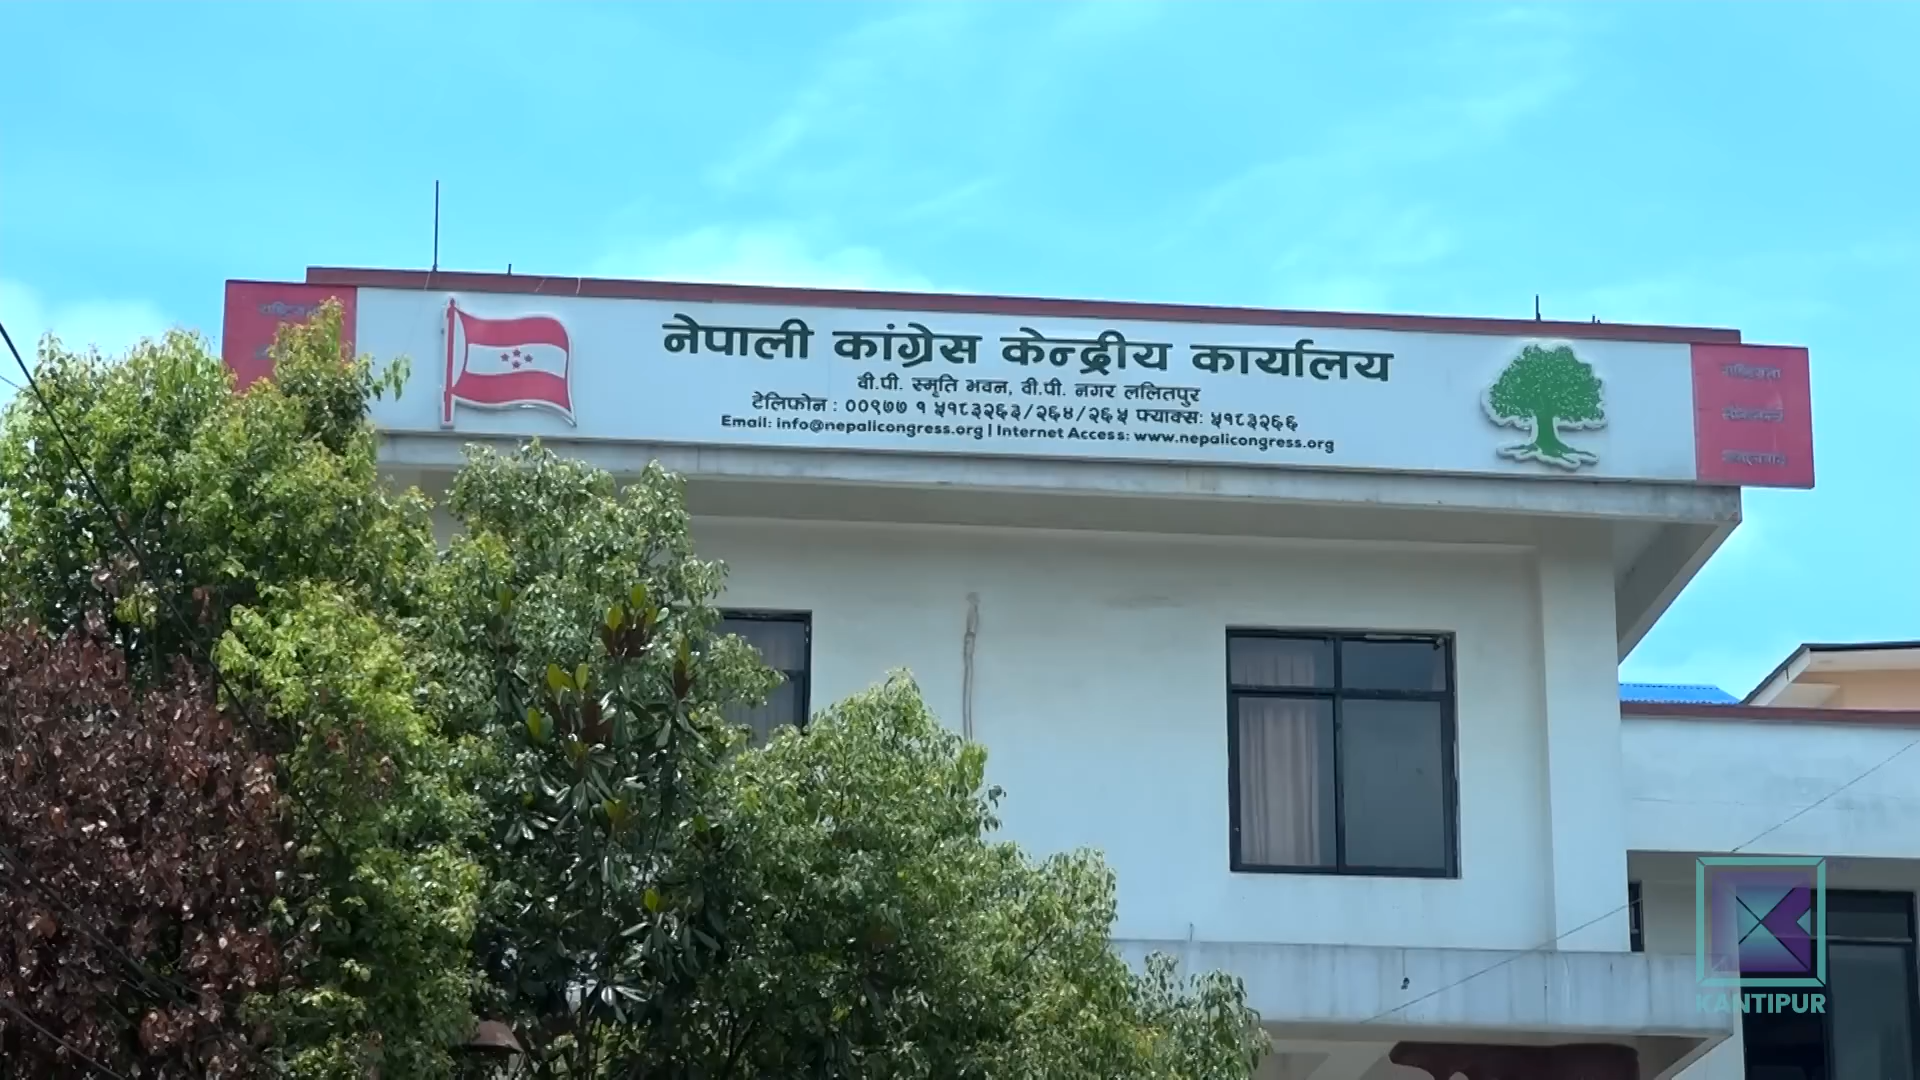 नेपाली कांग्रेस केन्द्रीय कार्यालय
वी.पी. स्मृति भवन, वी.पी. नगर ललितपुर
टेलिफोन : ००९७७ १ ५१८३२६३/२६४/२६५ फ्याक्स: ५१८३२६६
Email: info@nepalicongress.org | Internet Access: www.nepalicongress.org
KANTIPUR